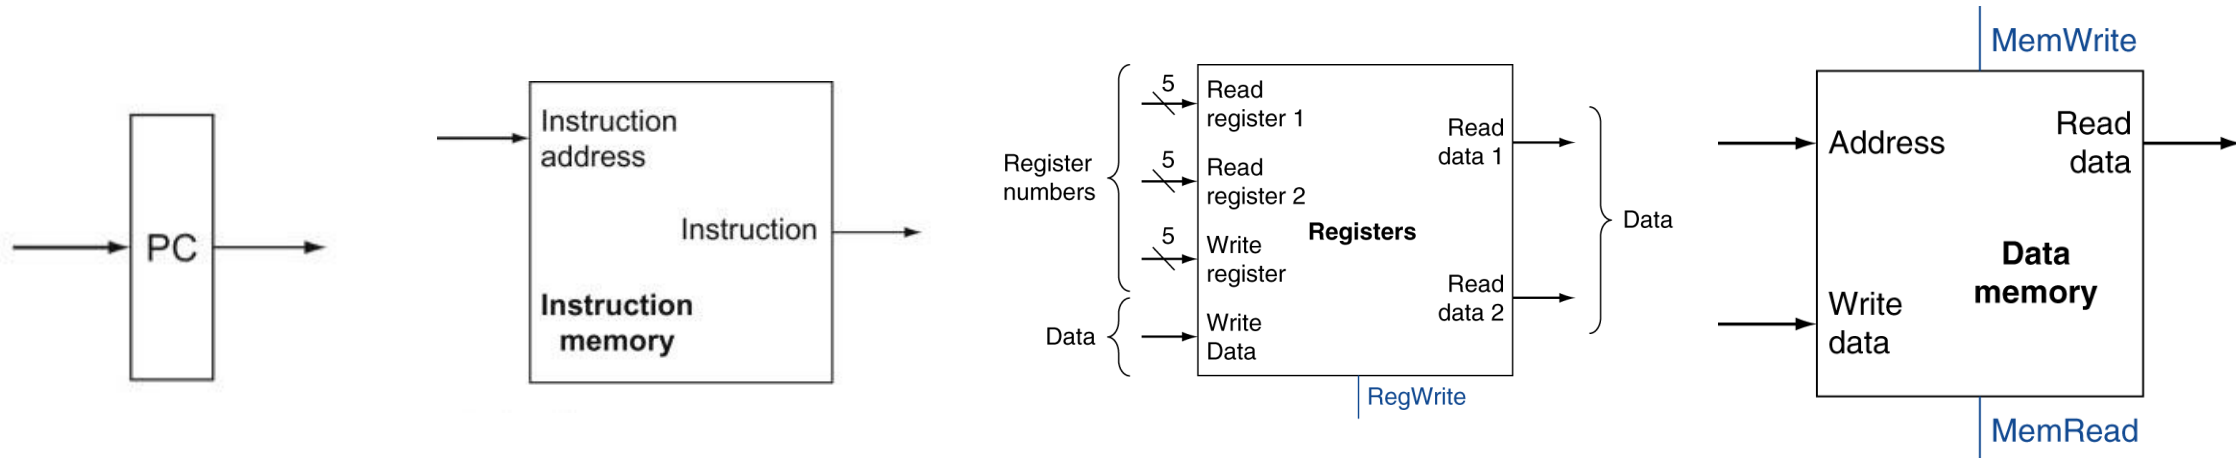 PC
Instruction
address
Instruction
Instruction
memory
Register
numbers
Data
5
Read
register 1
5
Read
register 2
5
Write
register
Write
Data
Registers
Read
data 1
Read
data 2
RegWrite
Data
MemWrite
Address
Read
data
Data
memory
Write
data
MemRead